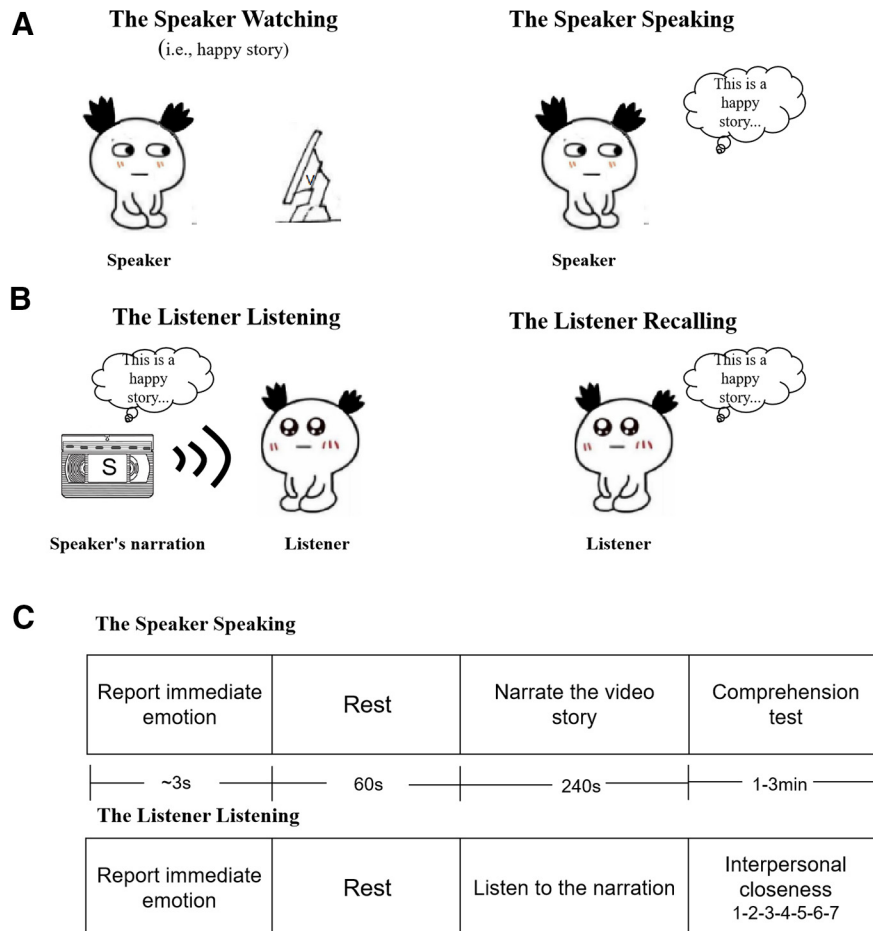 A
The Speaker Watching
(i.e., happy story)
The Speaker Speaking
This is a
happy
story...
V
Speaker
Speaker
B
The Listener Listening
The Listener Recalling
This is a
happy
story...
This is a
happy
story...
S
Speaker's narration
Listener
Listener
C
The Speaker Speaking
Report immediate
emotion
Rest
Narrate the video
story
Comprehension
test
~3s
60s
240s
1-3min
The Listener Listening
Report immediate
emotion
Rest
Listen to the narration
Interpersonal
closeness
1-2-3-4-5-6-7